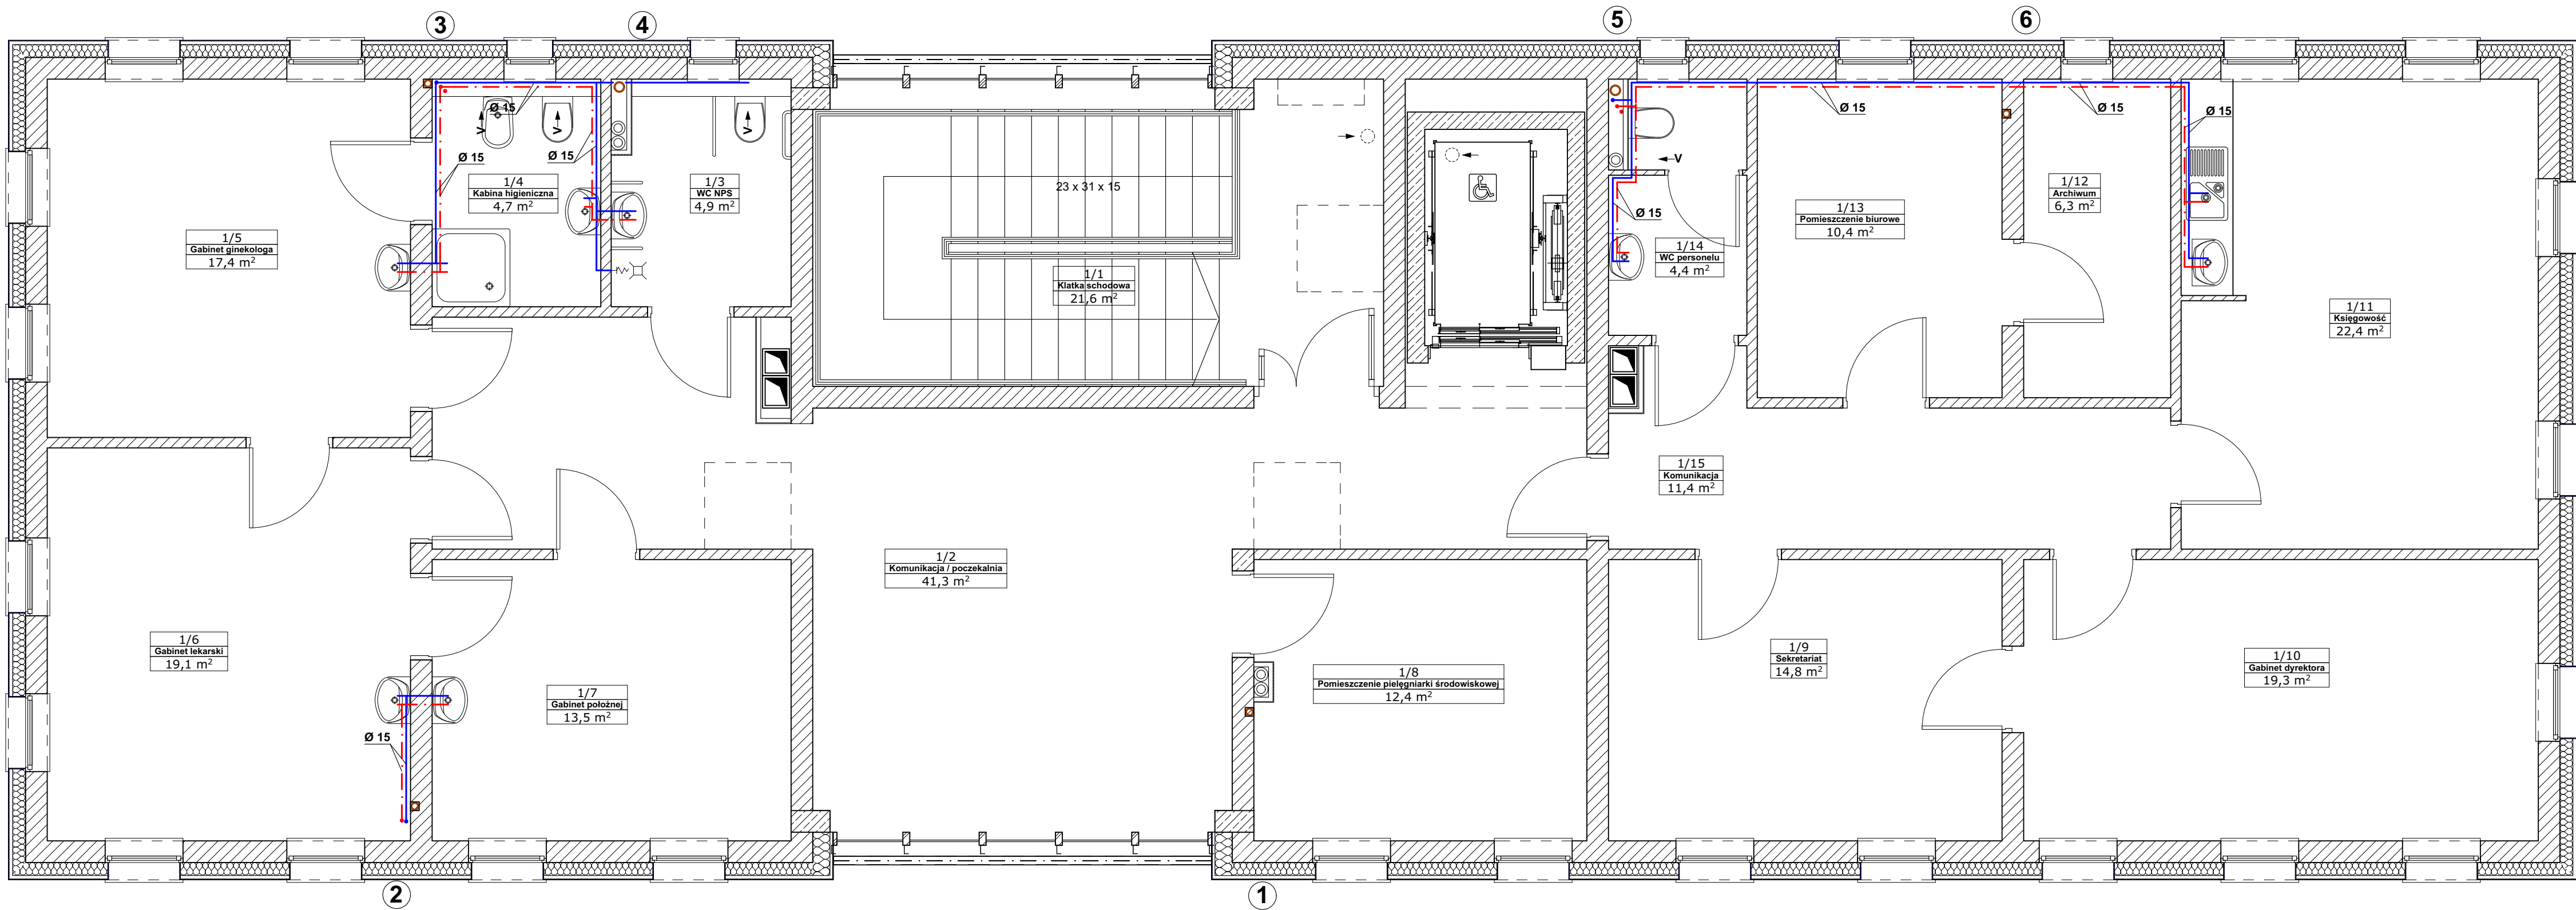 3
4
5
6
Ø 15
Ø 15
Ø 15
Ø 15
Ø 15
Ø 15
Ø 15
V
V
V
V
1/4
Kabina higieniczna
4,7 m²
1/3
WC NPS
4,9 m²
23 x 31 x 15
1/12
Archiwum
6,3 m²
1/13
Pomieszczenie biurowe
10,4 m²
1/5
Gabinet ginekologa
17,4 m²
1/14
WC personelu
4,4 m²
1/1
Klatka schodowa
21,6 m²
1/11
Księgowość
22,4 m²
1/15
Komunikacja
11,4 m²
1/2
Komunikacja / poczekalnia
41,3 m²
1/6
Gabinet lekarski
19,1 m²
1/9
Sekretariat
14,8 m²
1/10
Gabinet dyrektora
19,3 m²
1/8
Pomieszczenie pielęgniarki środowiskowej
12,4 m²
1/7
Gabinet położnej
13,5 m²
Ø 15
2
1